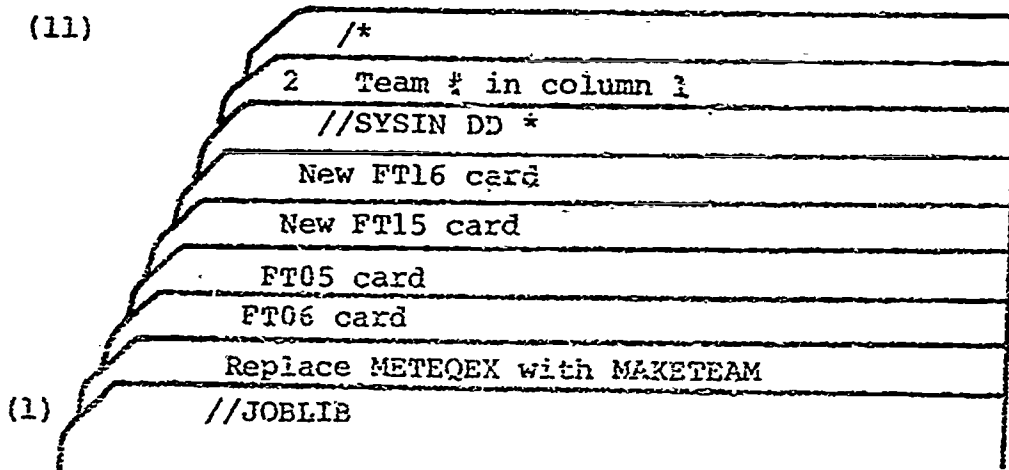 (11)
/*
2 Team # in column 1
//SYSIN DD *
New FT16 card
New FT15 card
FT05 card
FT06 card
Replace METEQEX with MAKETEAM
(1) //JOBLIB